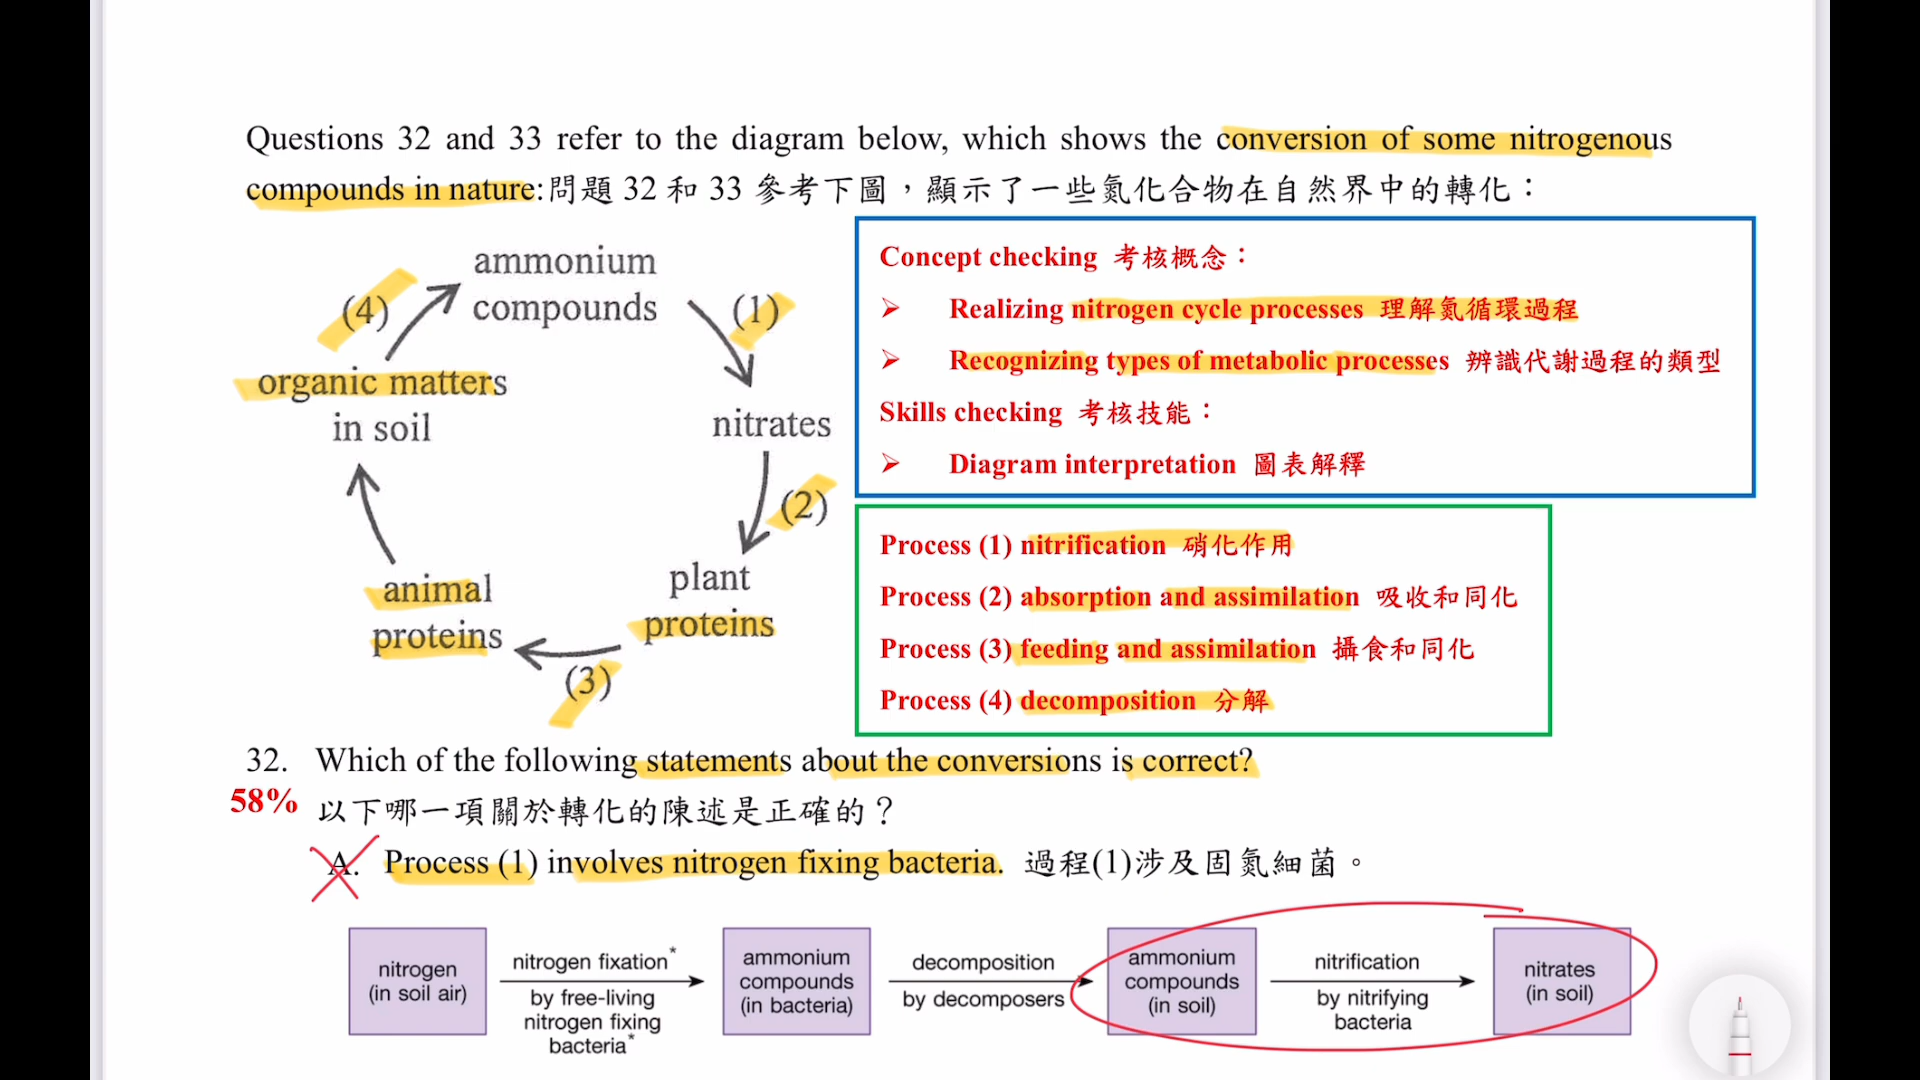 Questions 32 and 33 refer to the diagram below, which shows the conversion of some nitrogenous
compounds in nature:問題 32 和 33 參考下圖，顯示了一些氮化合物在自然界中的轉化：
ammonium
compounds
(1)
nitrates
(2)
plant
proteins
(3)
animal
proteins
organic matters
in soil
(4)
Concept checking 考核概念：
➢ Realizing nitrogen cycle processes 理解氮循環過程
➢ Recognizing types of metabolic processes 辨識代謝過程的類型
Skills checking 考核技能：
➢ Diagram interpretation 圖表解釋
Process (1) nitrification 硝化作用
Process (2) absorption and assimilation 吸收和同化
Process (3) feeding and assimilation 攝食和同化
Process (4) decomposition 分解
32. Which of the following statements about the conversions is correct?
58% 以下哪一項關於轉化的陳述是正確的？
A. Process (1) involves nitrogen fixing bacteria. 過程(1)涉及固氮細菌。
nitrogen
(in soil air)
nitrogen fixation*
by free-living
nitrogen fixing
bacteria*
ammonium
compounds
(in bacteria)
decomposition
by decomposers
ammonium
compounds
(in soil)
nitrification
by nitrifying
bacteria
nitrates
(in soil)